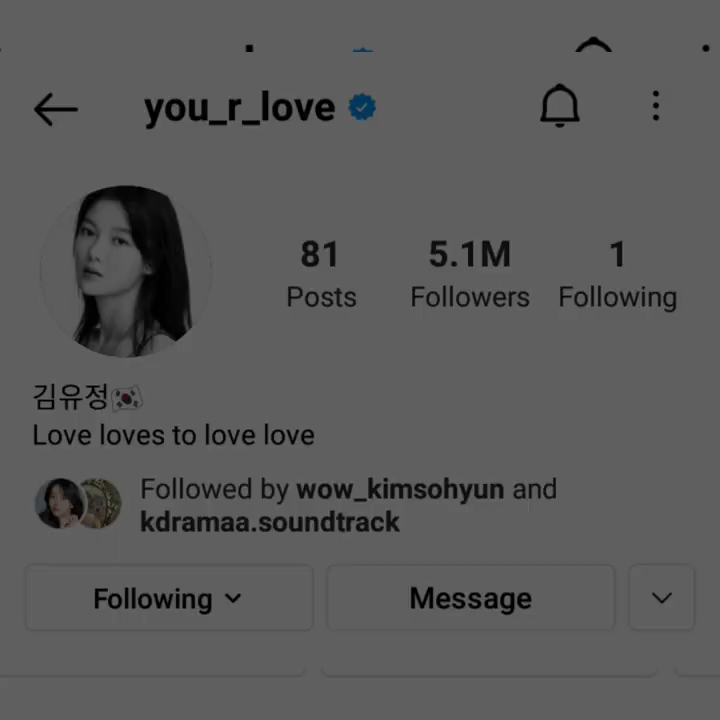 you_r_love
81 5.1M 1
Posts Followers Following
김유정🇰🇷
Love loves to love love
Followed by wow_kimsohyun and
kdramaa.soundtrack
Following Message